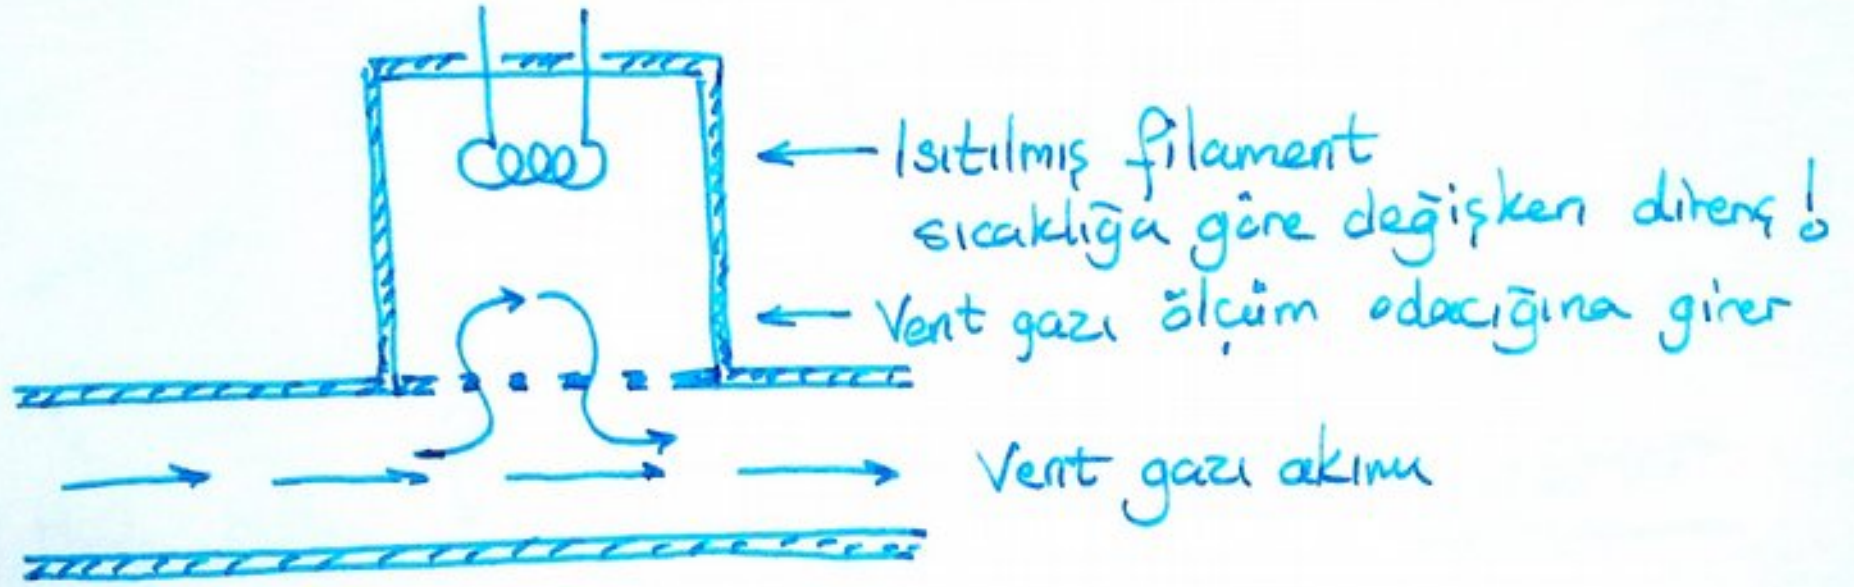 Isıtılmış filament
sıcaklığa göre değişken direnç!
Vent gazı ölçüm odacığına girer
Vent gazı akımı